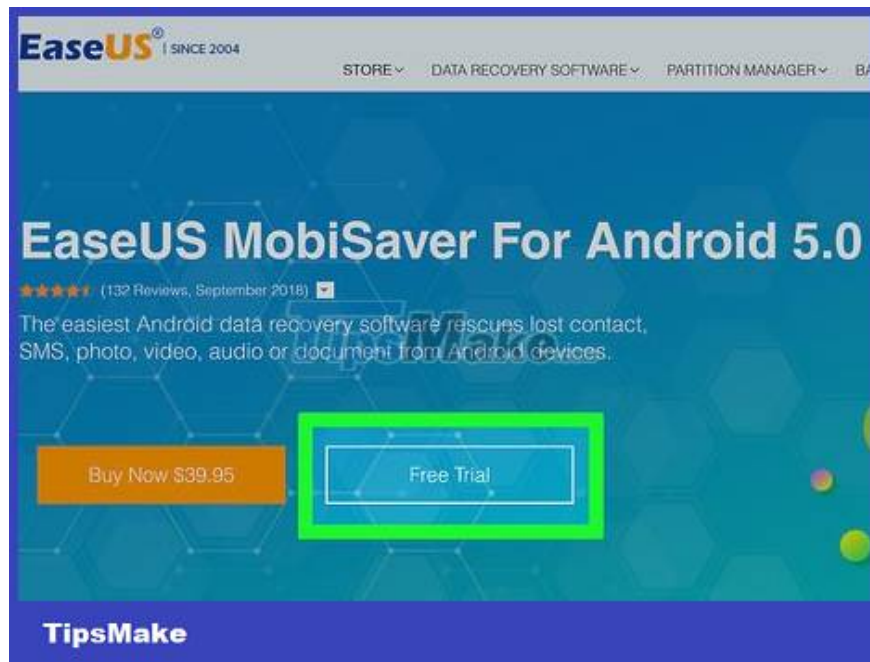 EaseUS® | SINCE 2004
STORE DATA RECOVERY SOFTWARE PARTITION MANAGER BA
EaseUS MobiSaver For Android 5.0
(132 Reviews, September 2018)
The easiest Android data recovery software rescues lost contact,
SMS, photo, video, audio or document from Android devices.
TipsMake
Buy Now $39.95 Free Trial
TipsMake